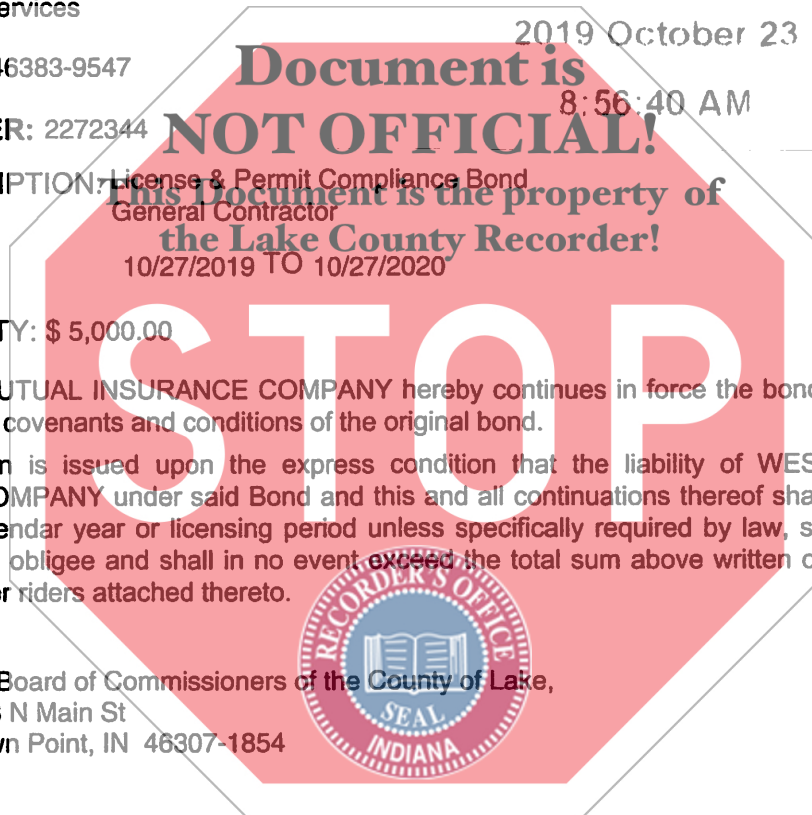 ervices
2019 October 23
46383-9547
Document is
8:56:40 AM
ER: 2272344
NOT OFFICIAL!
IPTION: License & Permit Compliance Bond
This Document is the property of
General Contractor
the Lake County Recorder!
10/27/2019 TO 10/27/2020
STOP
TY: $ 5,000.00
UTUAL INSURANCE COMPANY hereby continues in force the bond
covenants and conditions of the original bond.
n is issued upon the express condition that the liability of WES
OMPANY under said Bond and this and all continuations thereof sha
endar year or licensing period unless specifically required by law, s
obligee and shall in no event exceed the total sum above written o
er riders attached thereto.
RECORDER'S OFFICE
SEAL
INDIANA
Board of Commissioners of the County of Lake,
N Main St
wn Point, IN 46307-1854